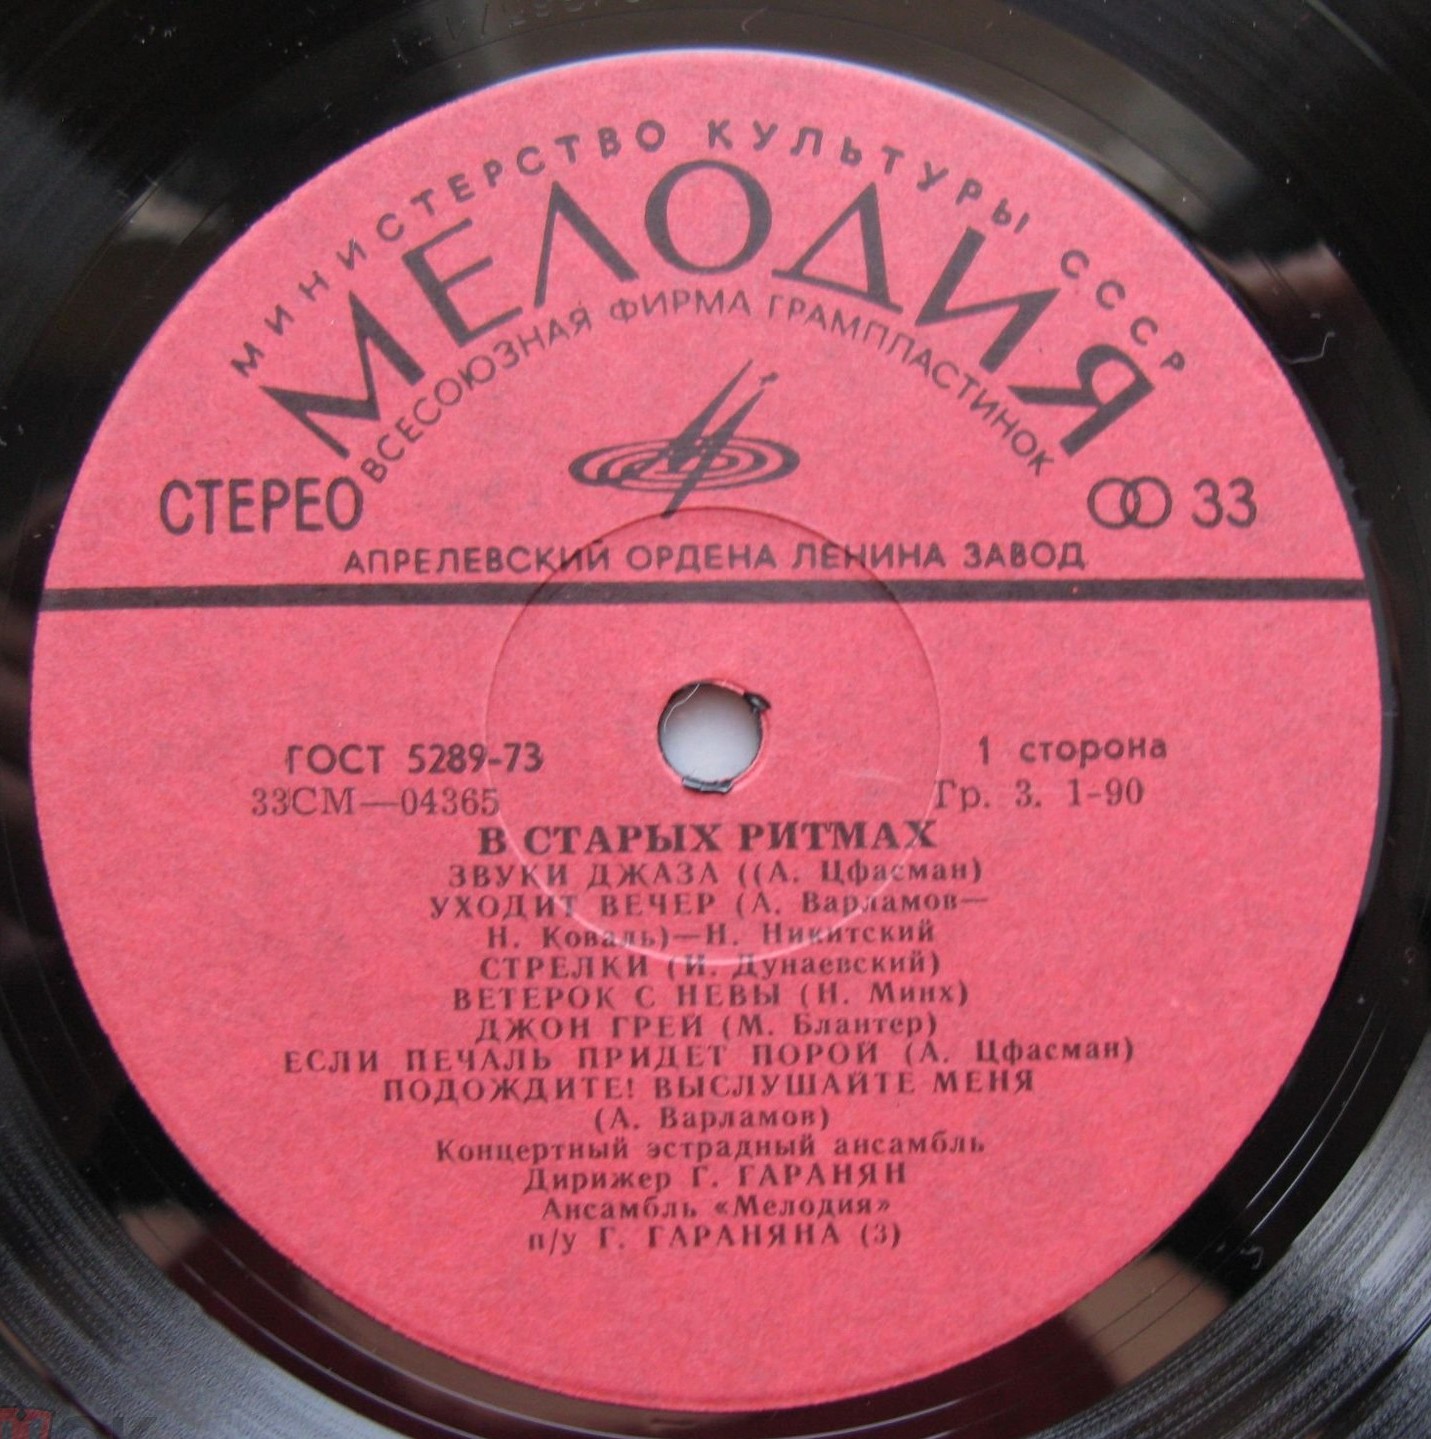 МИНИСТЕРСТВО КУЛЬТУРЫ СССР
МЕЛОДИЯ
ВСЕСОЮЗНАЯ ФИРМА ГРАМПЛАСТИНОК
СТЕРЕО
33
АПРЕЛЕВСКИЙ ОРДЕНА ЛЕНИНА ЗАВОД
ГОСТ 5289-73
1 сторона
33СМ—04365
Гр. 3. 1-90
В СТАРЫХ РИТМАХ
ЗВУКИ ДЖАЗА ((А. Цфасман)
УХОДИТ ВЕЧЕР (А. Варламов—
Н. Коваль)—Н. Никитский
СТРЕЛКИ (И. Дунаевский)
ВЕТЕРОК С НЕВЫ (Н. Минх)
ДЖОН ГРЕЙ (М. Блантер)
ЕСЛИ ПЕЧАЛЬ ПРИДЕТ ПОРОЙ (А. Цфасман)
ПОДОЖДИТЕ! ВЫСЛУШАЙТЕ МЕНЯ
(А. Варламов)
Концертный эстрадный ансамбль
Дирижер Г. ГАРАНЯН
Ансамбль «Мелодия»
п/у Г. ГАРАНЯНА (3)